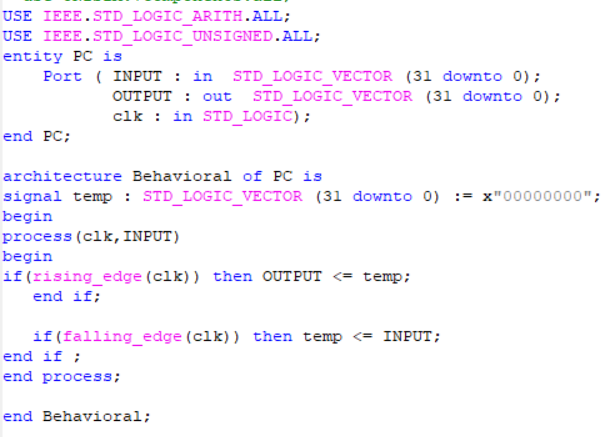 USE IEEE.STD_LOGIC_ARITH.ALL;
USE IEEE.STD_LOGIC_UNSIGNED.ALL;
entity PC is
    Port ( INPUT : in  STD_LOGIC_VECTOR (31 downto 0);
           OUTPUT : out  STD_LOGIC_VECTOR (31 downto 0);
           clk : in STD_LOGIC);
end PC;

architecture Behavioral of PC is
signal temp : STD_LOGIC_VECTOR (31 downto 0) := x"00000000";
begin
process(clk,INPUT)
begin
if(rising_edge(clk)) then OUTPUT <= temp;
   end if;

   if(falling_edge(clk)) then temp <= INPUT;
end if ;
end process;

end Behavioral;